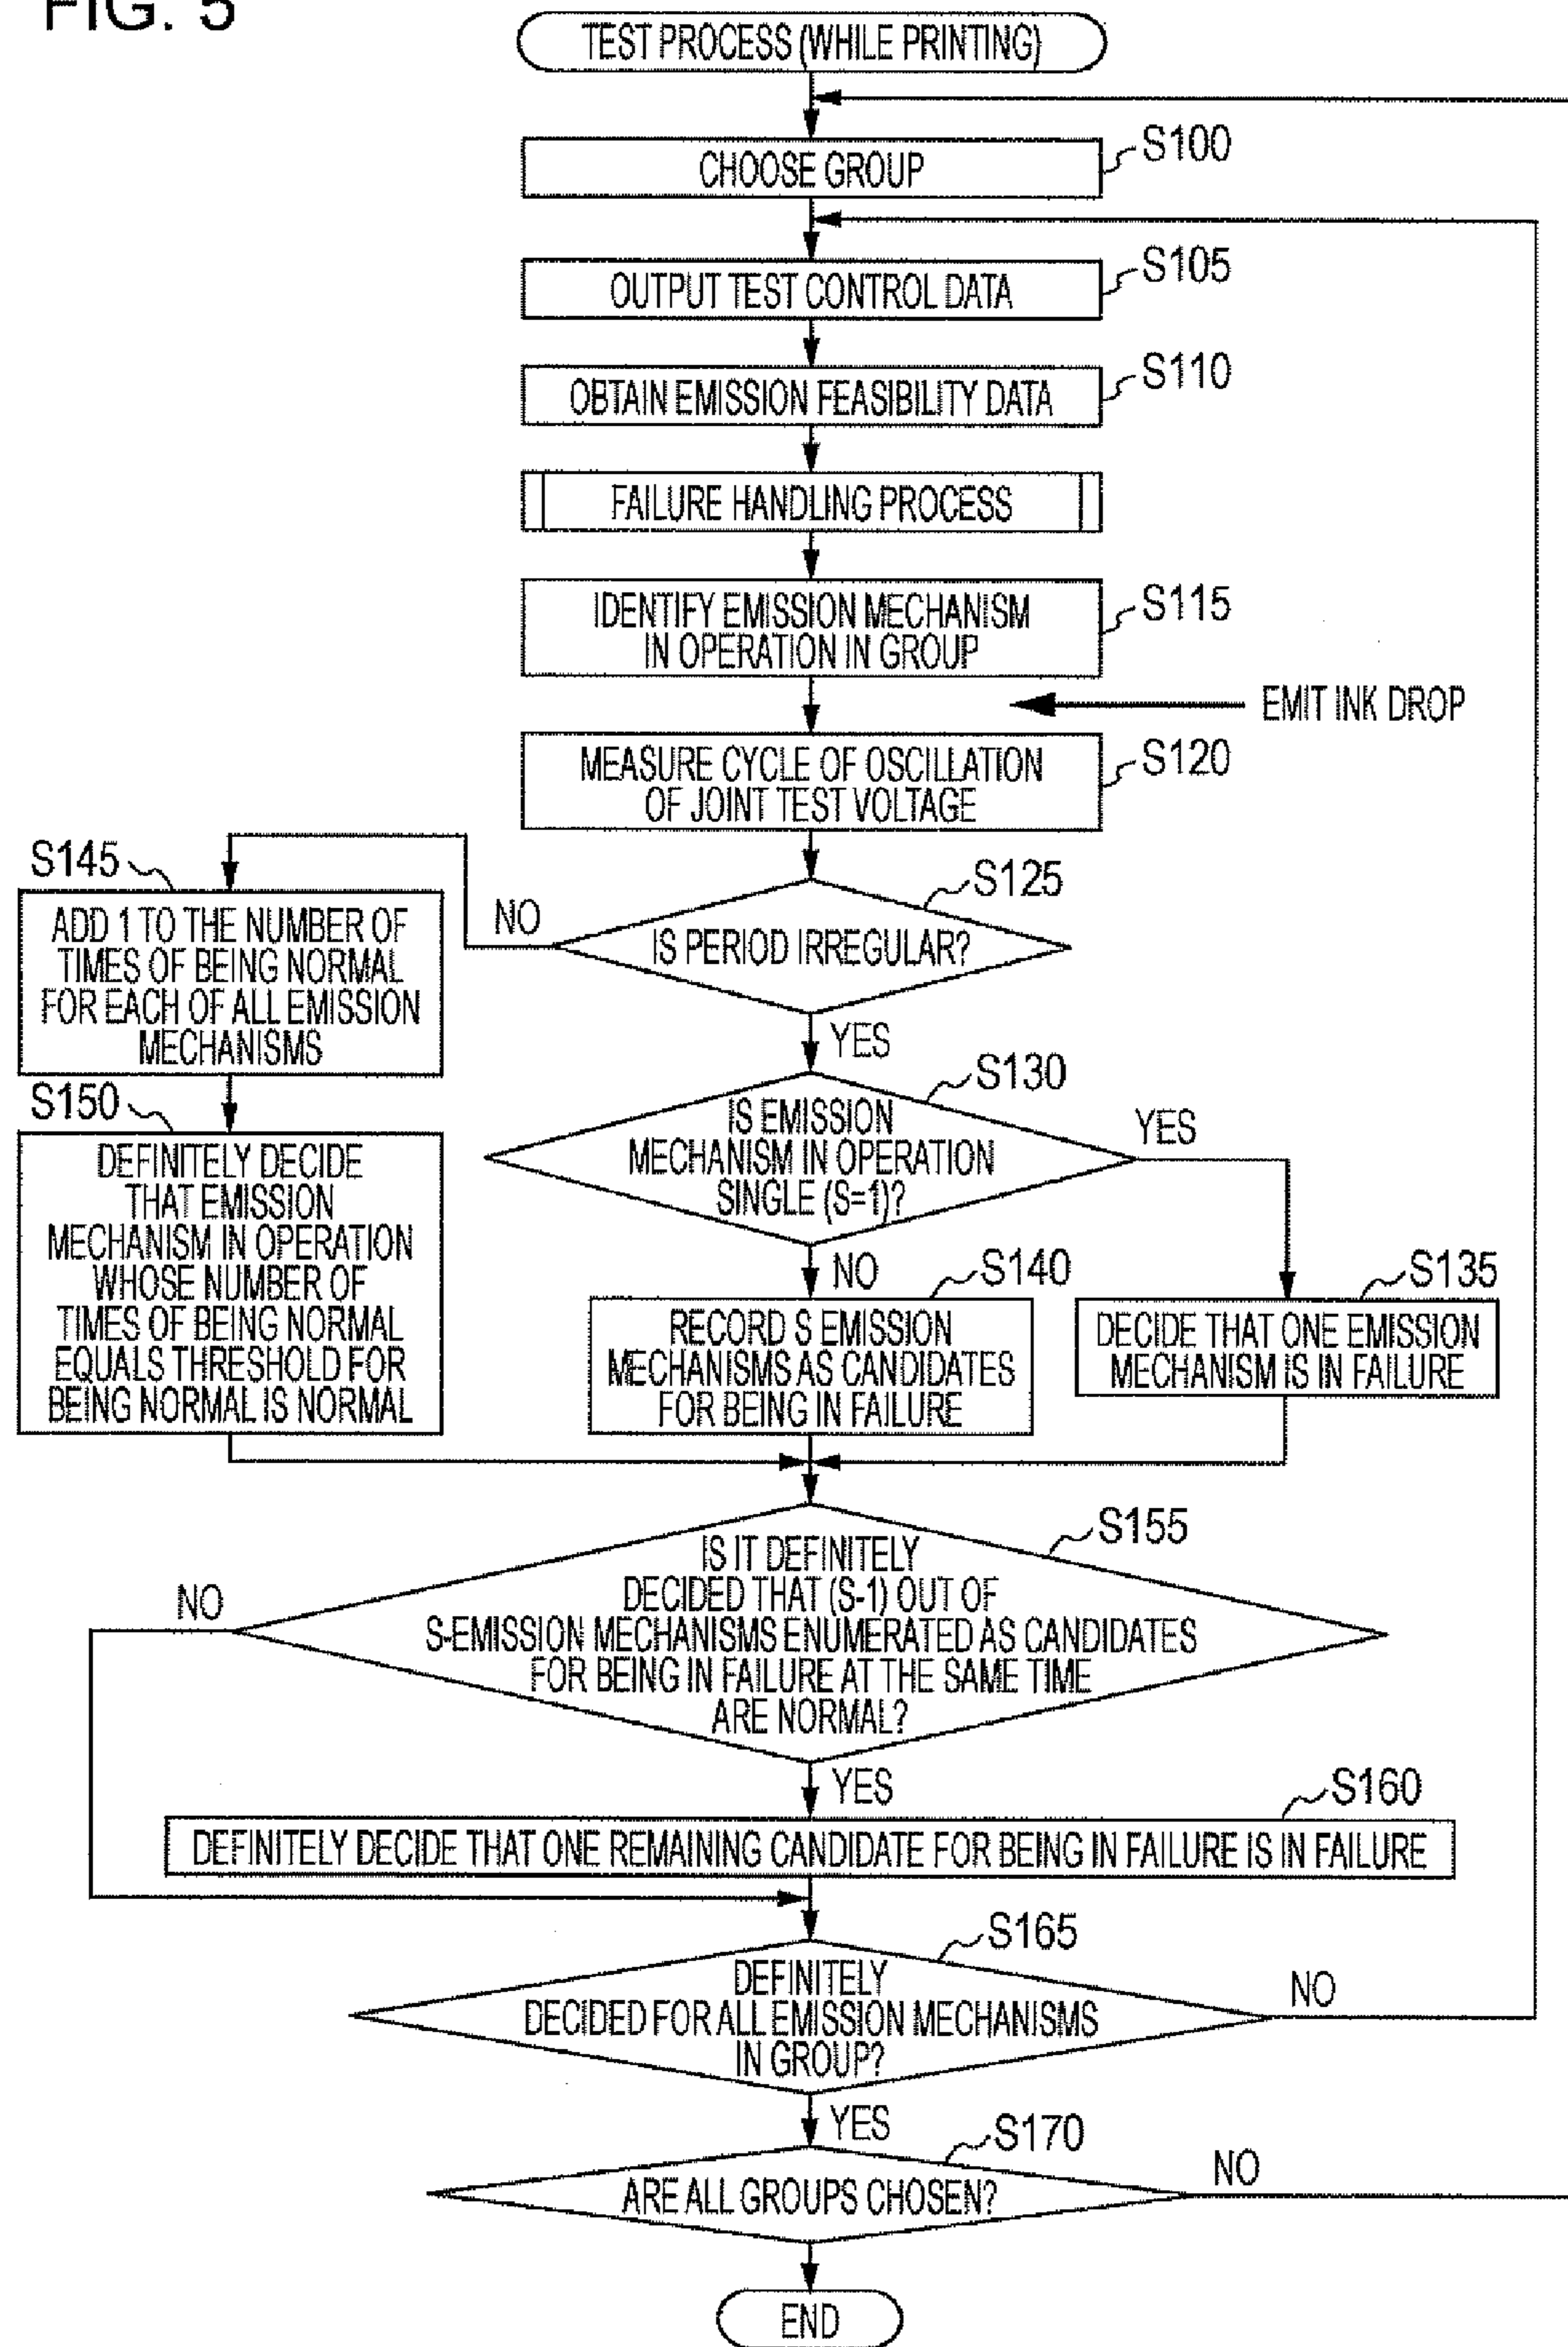 FIG. 5
TEST PROCESS (WHILE PRINTING)
CHOOSE GROUP
S100
OUTPUT TEST CONTROL DATA
S105
OBTAIN EMISSION FEASIBILITY DATA
S110
FAILURE HANDLING PROCESS
IDENTIFY EMISSION MECHANISM
IN OPERATION IN GROUP
S115
EMIT INK DROP
MEASURE CYCLE OF OSCILLATION
OF JOINT TEST VOLTAGE
S120
IS PERIOD IRREGULAR?
S125
NO
YES
S145
ADD 1 TO THE NUMBER OF
TIMES OF BEING NORMAL
FOR EACH OF ALL EMISSION
MECHANISMS
S150
DEFINITELY DECIDE
THAT EMISSION
MECHANISM IN OPERATION
WHOSE NUMBER OF
TIMES OF BEING NORMAL
EQUALS THRESHOLD FOR
BEING NORMAL IS NORMAL
IS EMISSION
MECHANISM IN OPERATION
SINGLE (S=1)?
S130
YES
NO
S140
RECORD S EMISSION
MECHANISMS AS CANDIDATES
FOR BEING IN FAILURE
S135
DECIDE THAT ONE EMISSION
MECHANISM IS IN FAILURE
S155
IS IT DEFINITELY
DECIDED THAT (S-1) OUT OF
S-EMISSION MECHANISMS ENUMERATED AS CANDIDATES
FOR BEING IN FAILURE AT THE SAME TIME
ARE NORMAL?
NO
YES
S160
DEFINITELY DECIDE THAT ONE REMAINING CANDIDATE FOR BEING IN FAILURE IS IN FAILURE
S165
DEFINITELY
DECIDED FOR ALL EMISSION MECHANISMS
IN GROUP?
NO
YES
S170
ARE ALL GROUPS CHOSEN?
NO
END